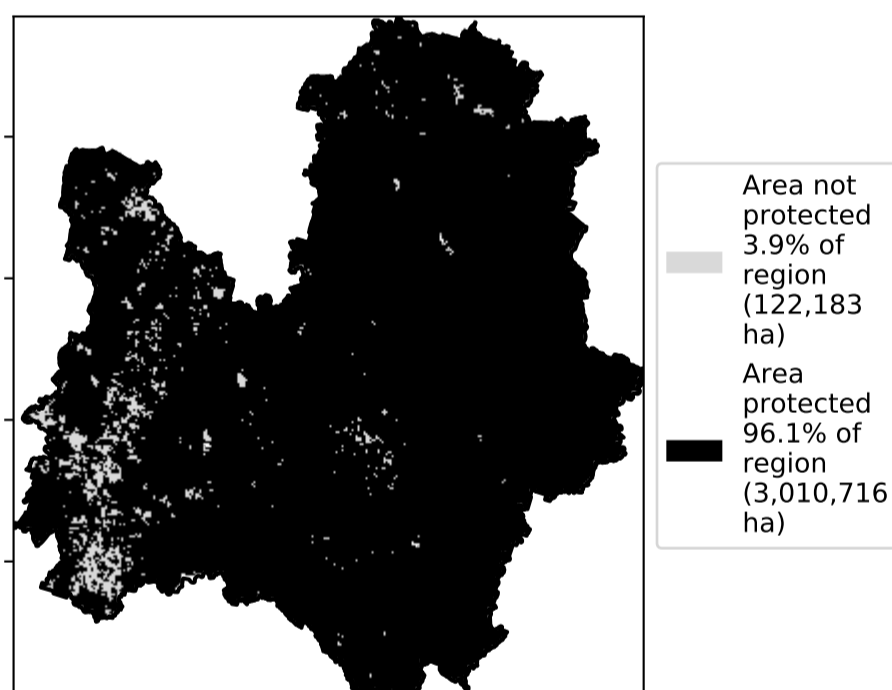 Area not
protected
3.9% of
region
(122,183
ha)
Area
protected
96.1% of
region
(3,010,716
ha)